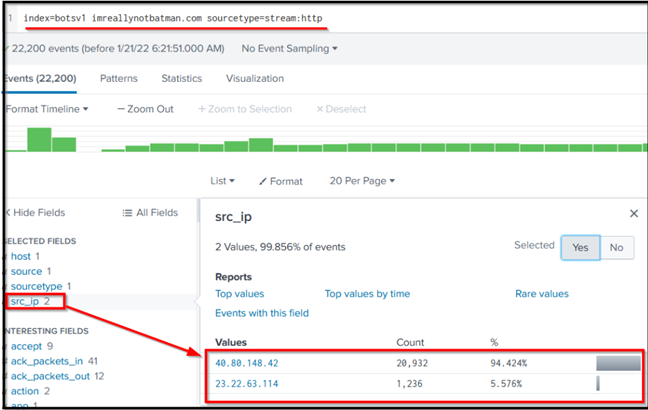 1 index=botsv1 imreallynotbatman.com sourcetype=stream:http
✓ 22,200 events (before 1/21/22 6:21:51.000 AM) No Event Sampling ▾
Events (22,200) Patterns Statistics Visualization
Format Timeline ▾ — Zoom Out + Zoom to Selection × Deselect
List ▾ Format 20 Per Page ▾
< Hide Fields All Fields
SELECTED FIELDS
host 1
source 1
sourcetype 1
src_ip 2
INTERESTING FIELDS
accept 9
# ack_packets_in 41
# ack_packets_out 12
action 2
app 1
src_ip ×
2 Values, 99.856% of events Selected Yes No
Reports
Top values Top values by time Rare values
Events with this field
Values Count %
40.80.148.42 20,932 94.424%
23.22.63.114 1,236 5.576%